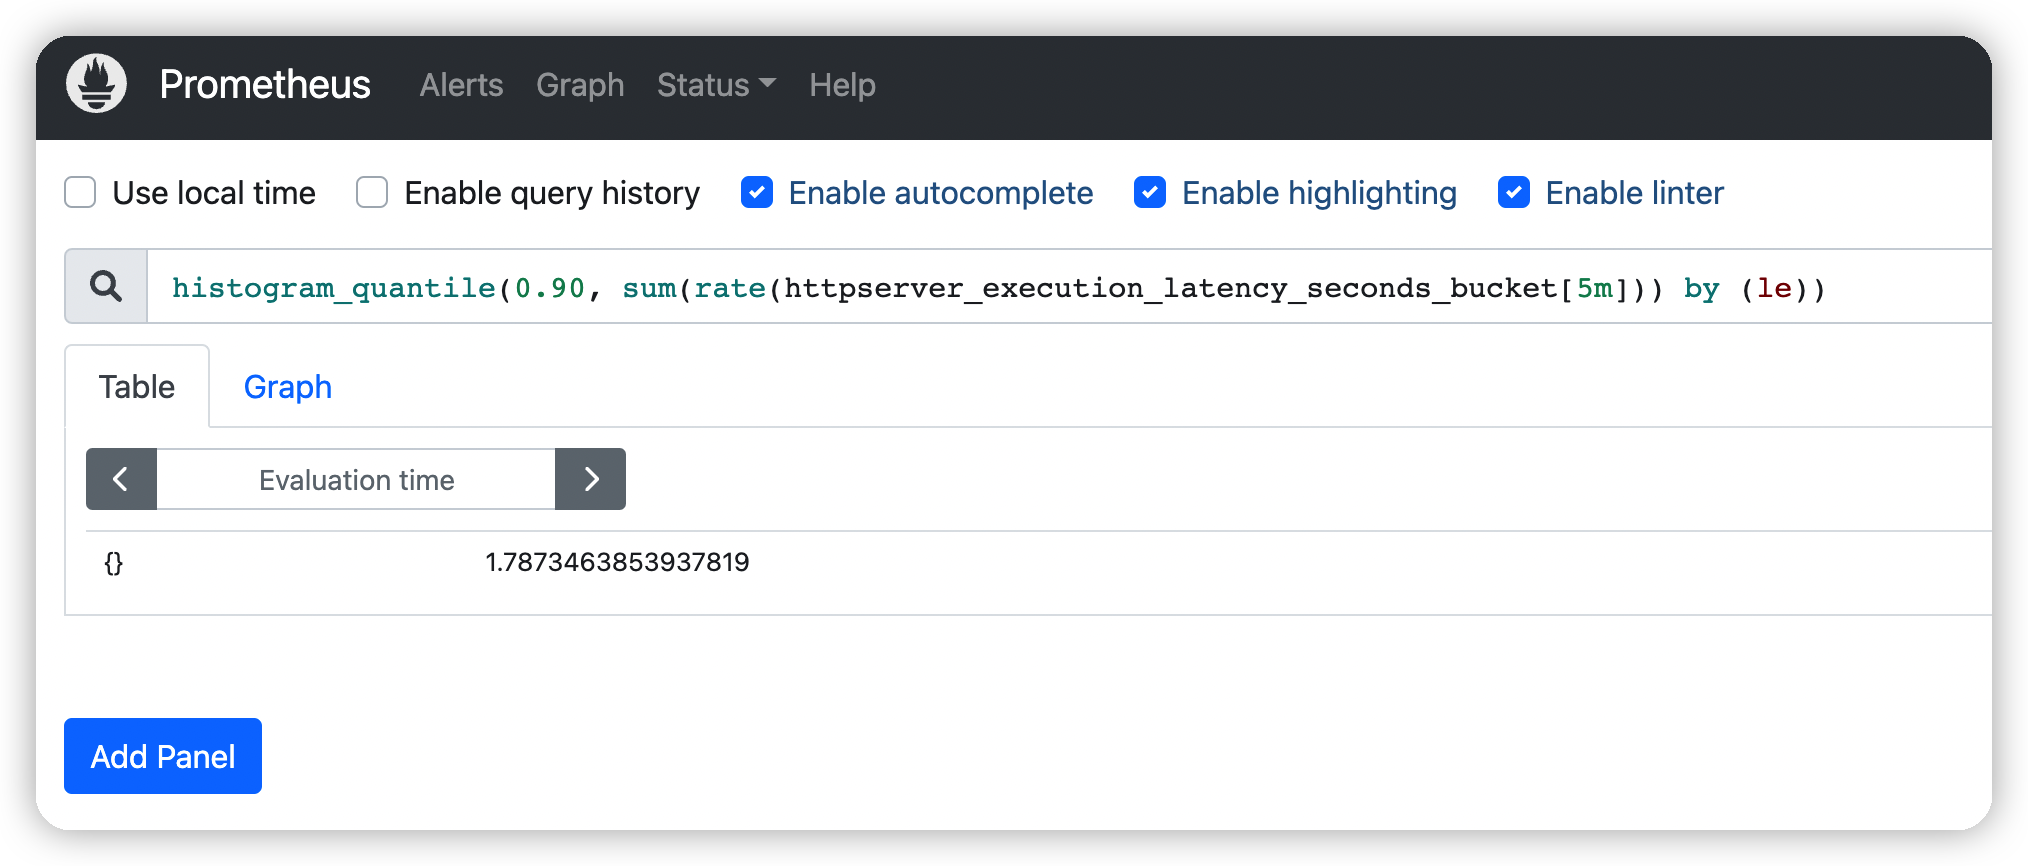 Prometheus Alerts Graph Status Help
Use local time Enable query history Enable autocomplete Enable highlighting Enable linter
histogram_quantile(0.90, sum(rate(httpserver_execution_latency_seconds_bucket[5m])) by (le))
Table Graph
Evaluation time
{} 1.7873463853937819
Add Panel